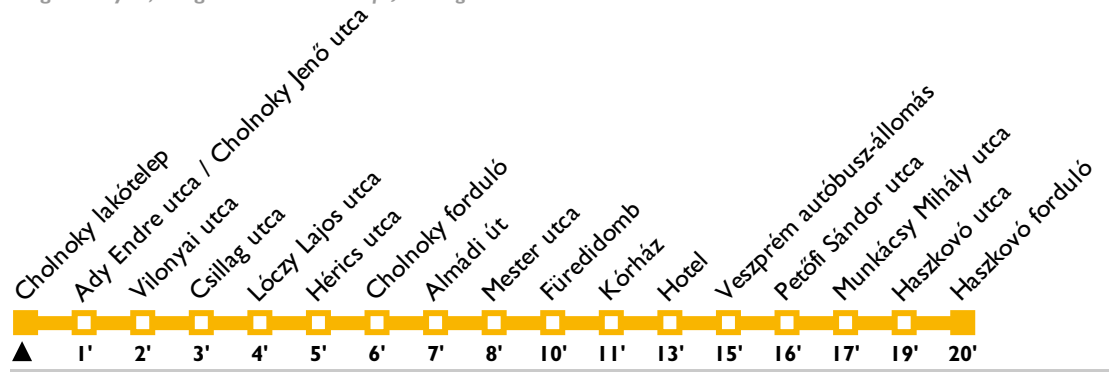 Cholnoky lakótelep
Ady Endre utca / Cholnoky Jenő utca
Vilonyai utca
Csillag utca
Lóczy Lajos utca
Hérics utca
Cholnoky forduló
Almádi út
Mester utca
Füredidomb
Kórház
Hotel
Veszprém autóbusz-állomás
Petőfi Sándor utca
Munkácsy Mihály utca
Haszkovó utca
Haszkovó forduló
1' 2' 3' 4' 5' 6' 7' 8' 10' 11' 13' 15' 16' 17' 19' 20'